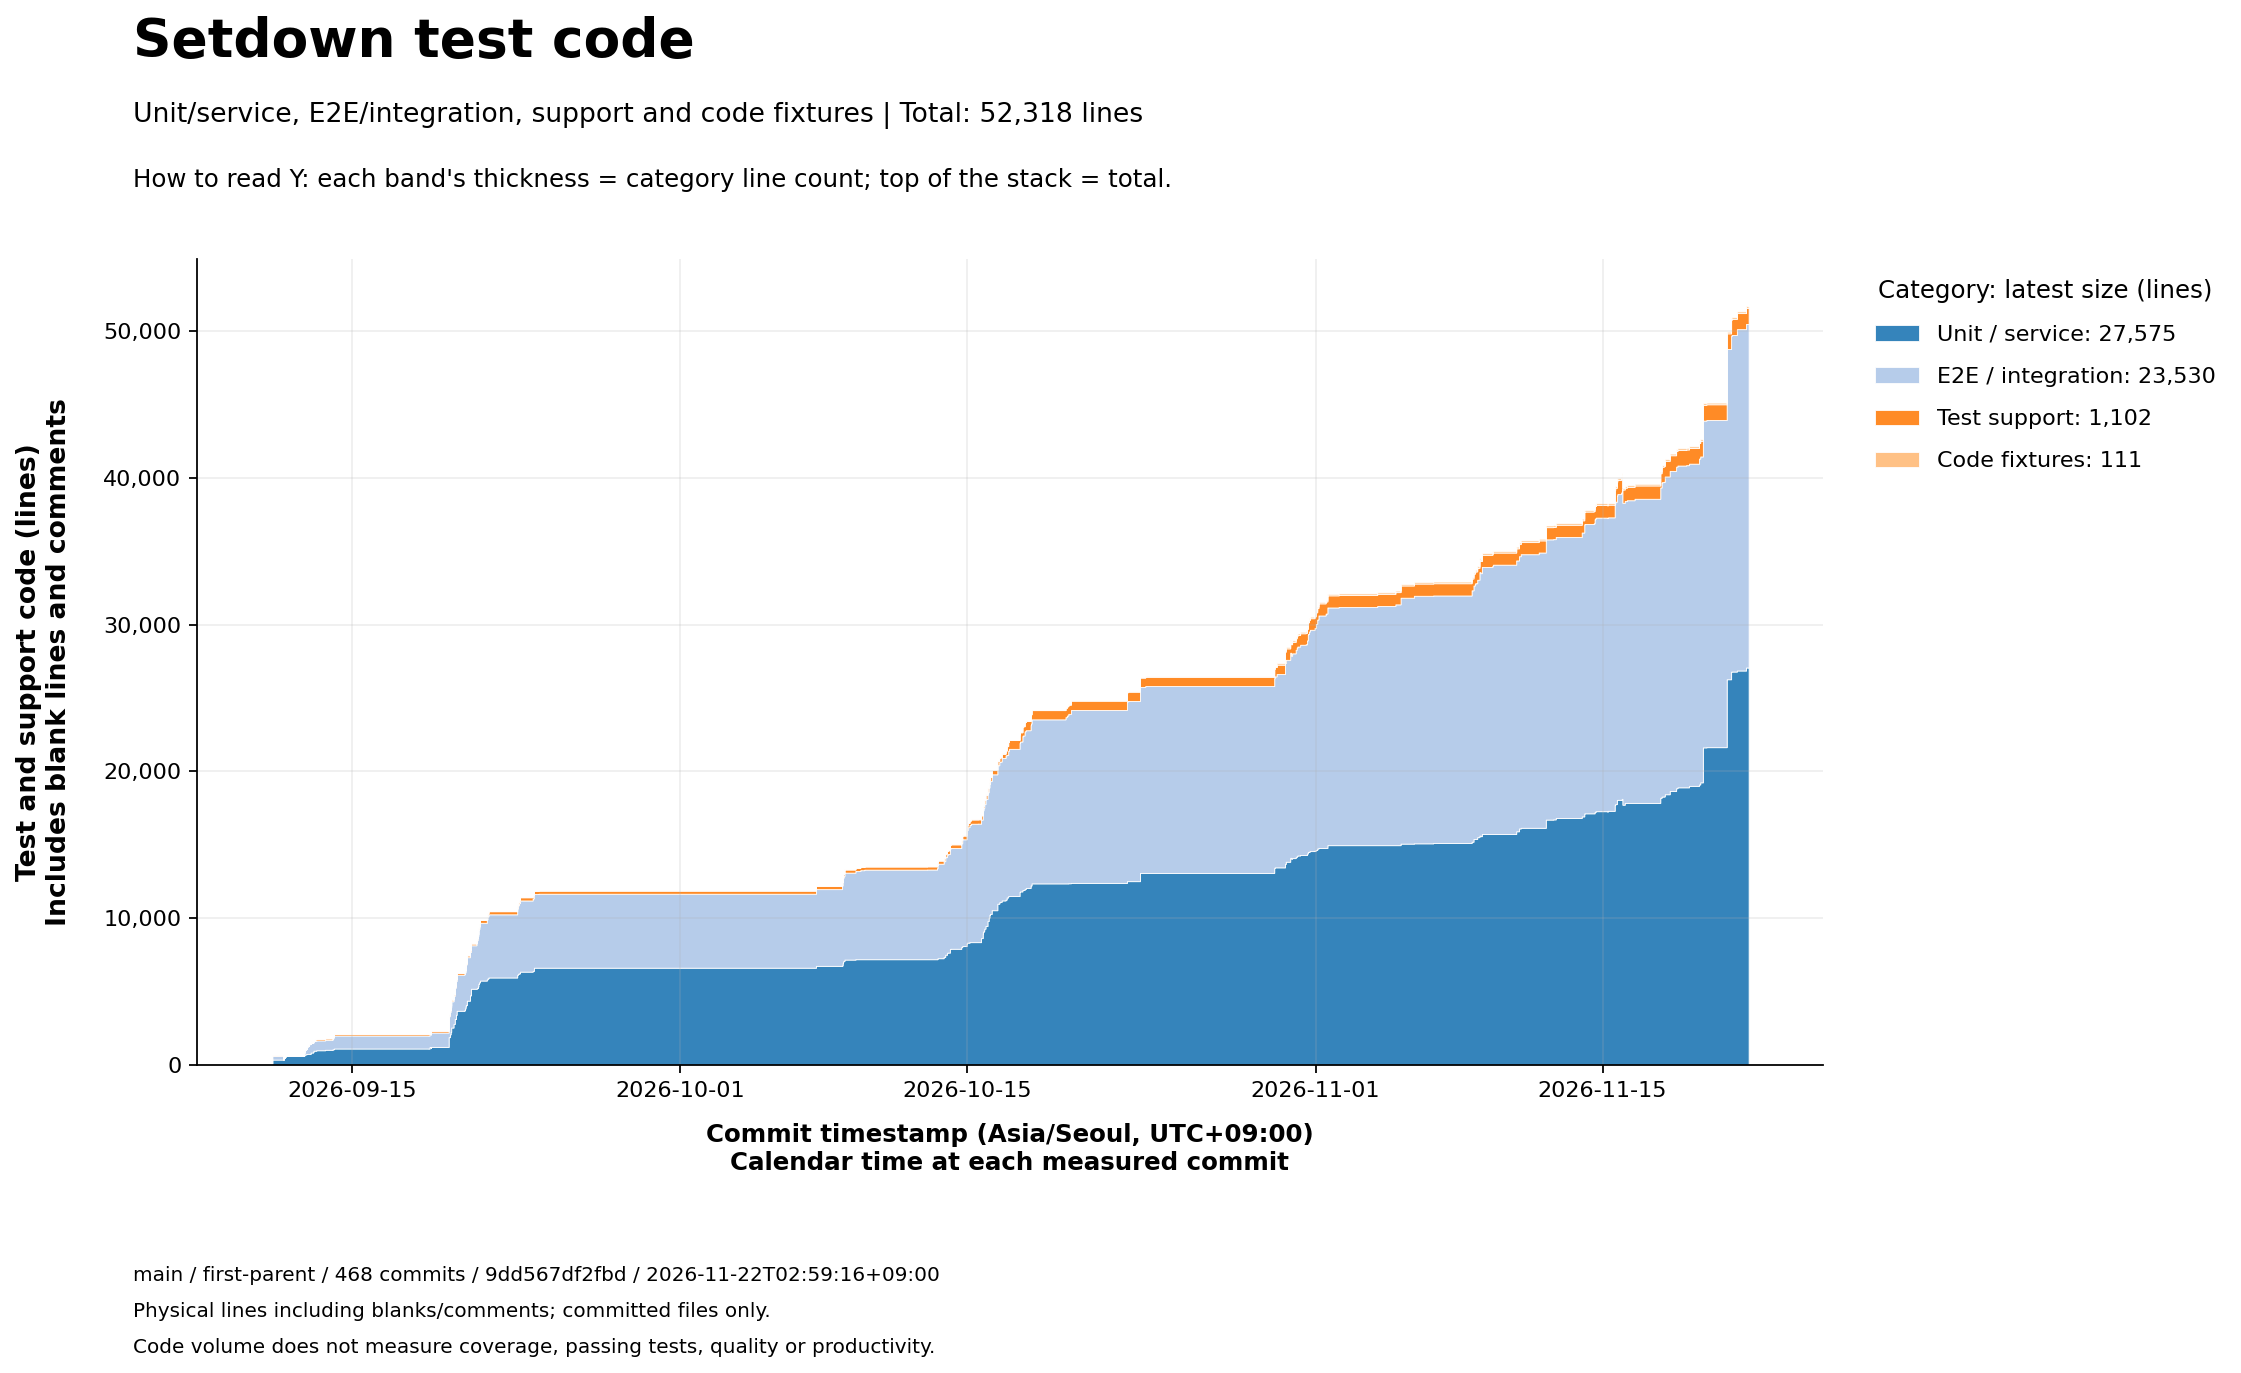 Setdown test code
Unit/service, E2E/integration, support and code fixtures | Total: 52,318 lines
How to read Y: each band's thickness = category line count; top of the stack = total.
Test and support code (lines)
Includes blank lines and comments
50,000
40,000
30,000
20,000
10,000
0
2026-09-15
2026-10-01
2026-10-15
2026-11-01
2026-11-15
Commit timestamp (Asia/Seoul, UTC+09:00)
Calendar time at each measured commit
Category: latest size (lines)
Unit / service: 27,575
E2E / integration: 23,530
Test support: 1,102
Code fixtures: 111
main / first-parent / 468 commits / 9dd567df2fbd / 2026-11-22T02:59:16+09:00
Physical lines including blanks/comments; committed files only.
Code volume does not measure coverage, passing tests, quality or productivity.